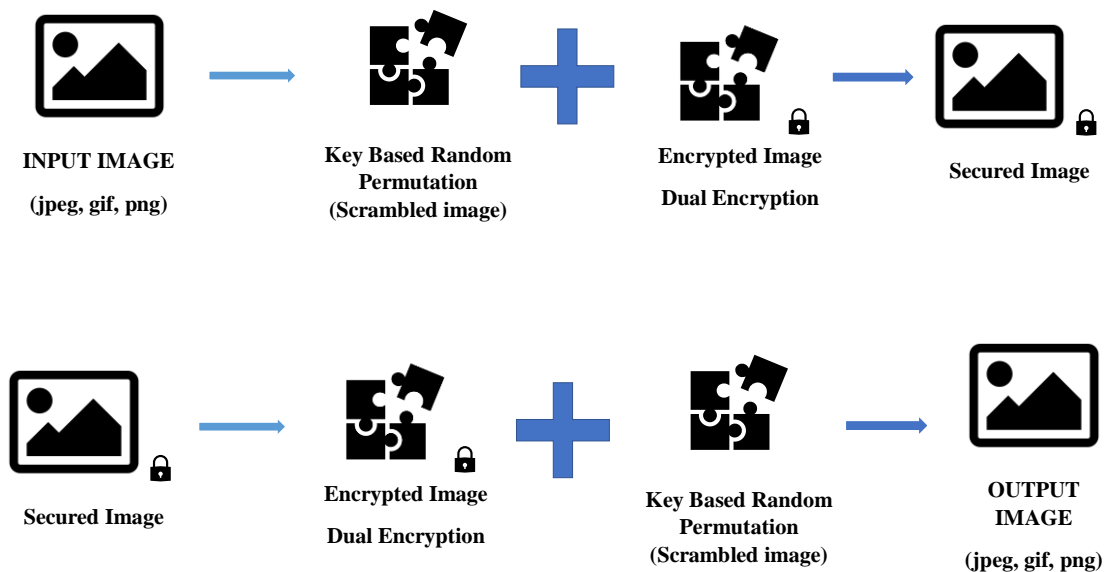 INPUT IMAGE
(jpeg, gif, png)
Key Based Random
Permutation
(Scrambled image)
Encrypted Image
Dual Encryption
Secured Image
Secured Image
Encrypted Image
Dual Encryption
Key Based Random
Permutation
(Scrambled image)
OUTPUT
IMAGE
(jpeg, gif, png)